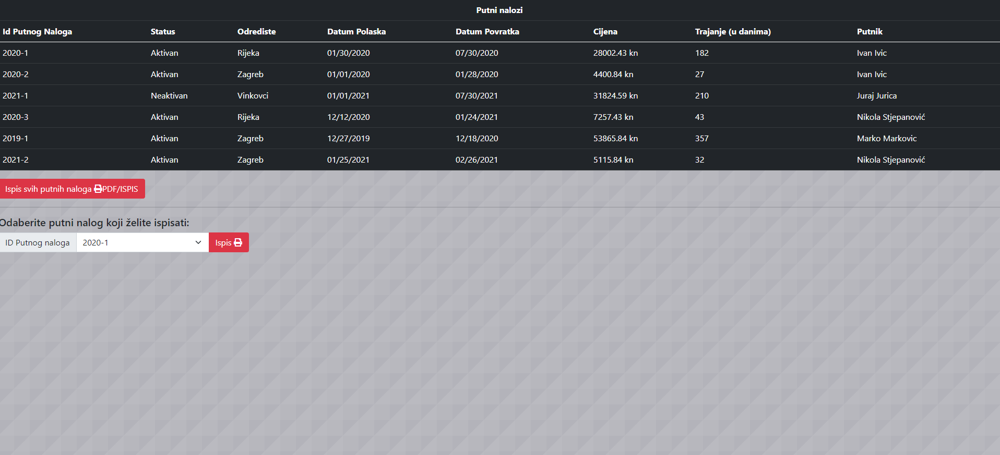 Putni nalozi
Id Putnog Naloga Status Odrediste Datum Polaska Datum Povratka Cijena Trajanje (u danima) Putnik
2020-1 Aktivan Rijeka 01/30/2020 07/30/2020 28002.43 kn 182 Ivan Ivic
2020-2 Aktivan Zagreb 01/01/2020 01/28/2020 4400.84 kn 27 Ivan Ivic
2021-1 Neaktivan Vinkovci 01/01/2021 07/30/2021 31824.59 kn 210 Juraj Jurica
2020-3 Aktivan Rijeka 12/12/2020 01/24/2021 7257.43 kn 43 Nikola Stjepanović
2019-1 Aktivan Zagreb 12/27/2019 12/18/2020 53865.84 kn 357 Marko Markovic
2021-2 Aktivan Zagreb 01/25/2021 02/26/2021 5115.84 kn 32 Nikola Stjepanović
Ispis svih putnih naloga PDF/ISPIS
Odaberite putni nalog koji želite ispisati:
ID Putnog naloga 2020-1 Ispis